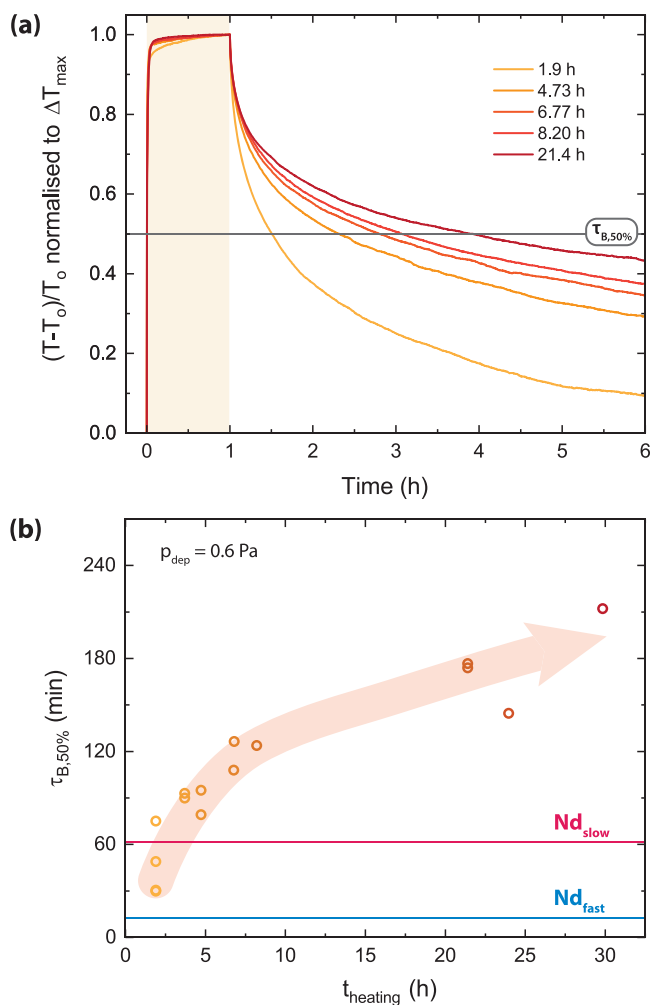 (a)
(T-To)/To normalised to ΔTmax
1.0
0.8
0.6
0.4
0.2
0.0
1.9 h
4.73 h
6.77 h
8.20 h
21.4 h
τB,50%
0 1 2 3 4 5 6
Time (h)
(b)
pdep = 0.6 Pa
τB,50% (min)
240
180
120
60
0
Ndslow
Ndfast
0 5 10 15 20 25 30
theating (h)